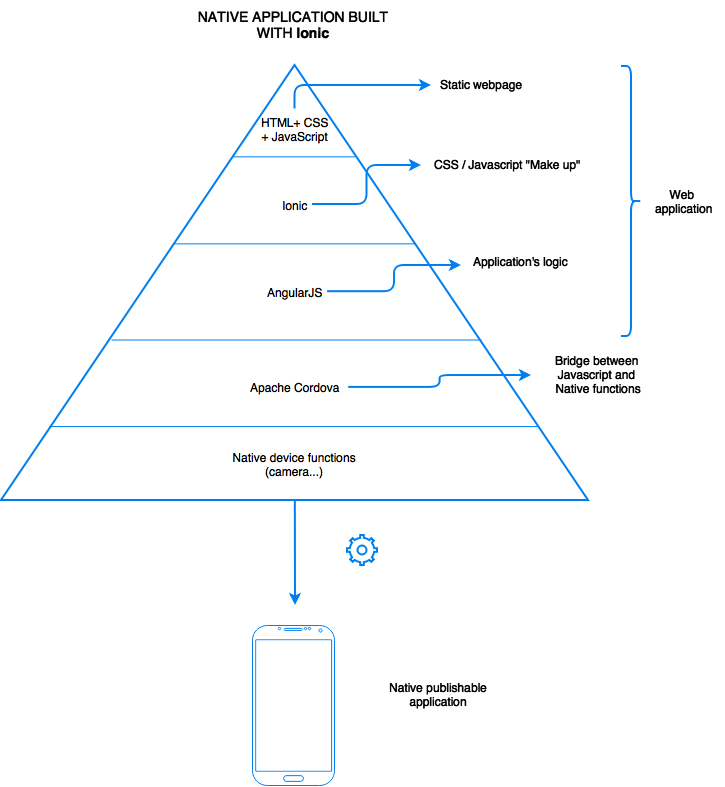 NATIVE APPLICATION BUILT
WITH Ionic
Static webpage
HTML+ CSS
+ JavaScript
CSS / Javascript "Make up"
Web
application
Ionic
Application's logic
AngularJS
Bridge between
Javascript and
Native functions
Apache Cordova
Native device functions
(camera...)
Native publishable
application